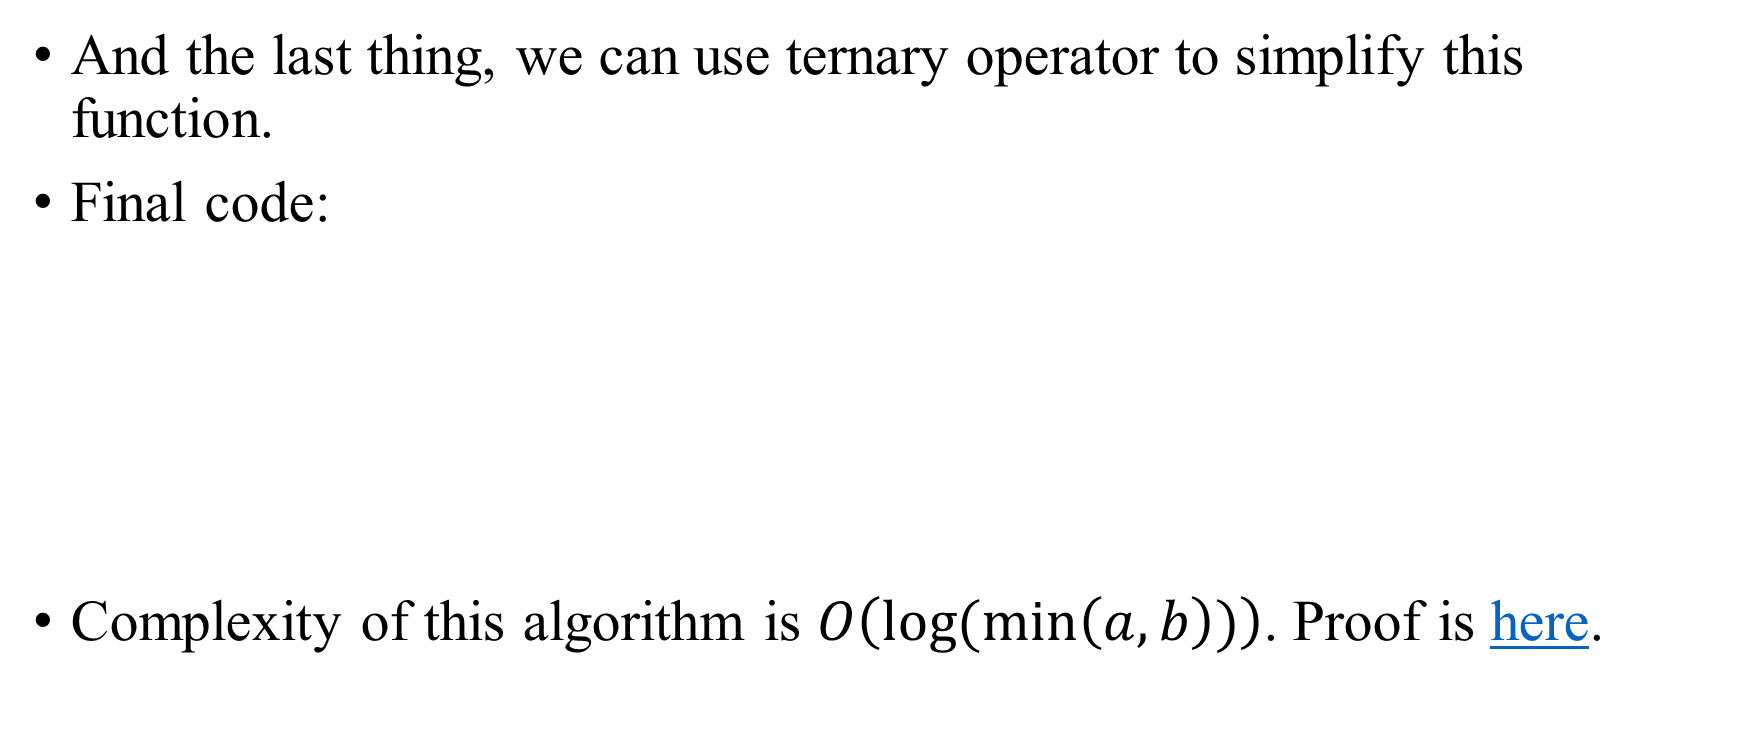 • And the last thing, we can use ternary operator to simplify this
function.
• Final code:
• Complexity of this algorithm is O(log(min(a, b))). Proof is here.